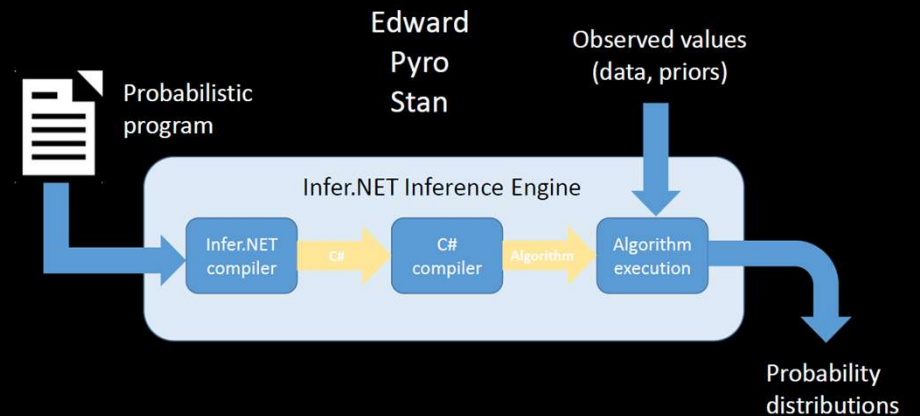 Edward
Pyro
Stan
Observed values
(data, priors)
Probabilistic
program
Infer.NET Inference Engine
Infer.NET
compiler
C#
C#
compiler
Algorithm
Algorithm
execution
Probability
distributions